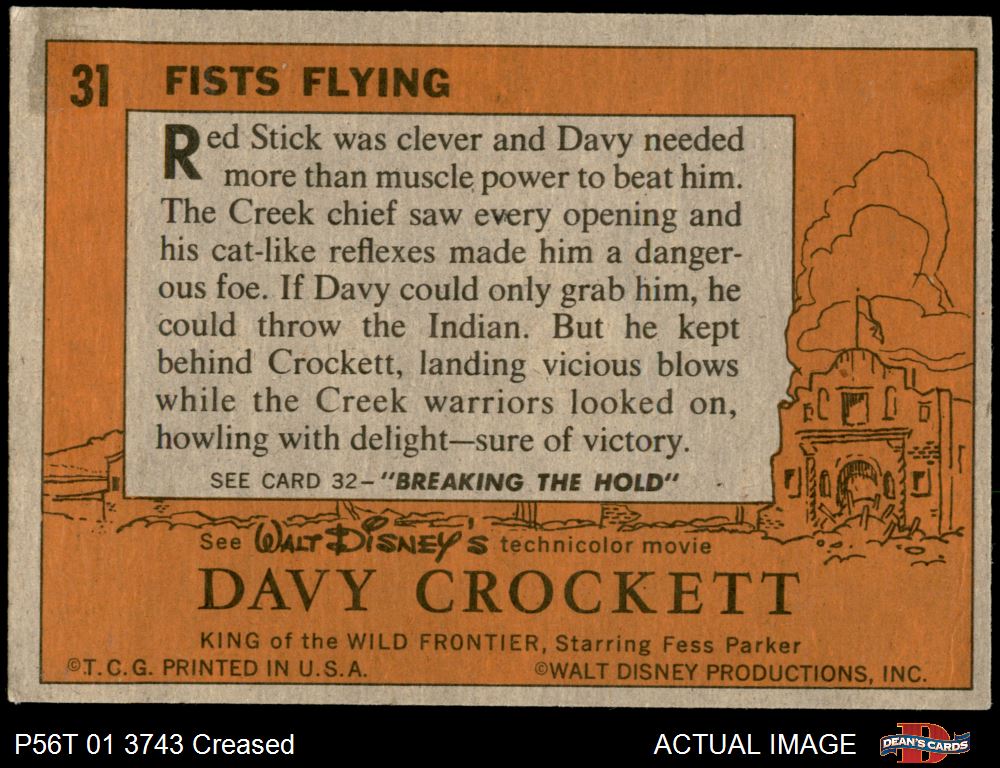 31 FISTS FLYING
Red Stick was clever and Davy needed
more than muscle power to beat him.
The Creek chief saw every opening and
his cat-like reflexes made him a danger-
ous foe. If Davy could only grab him, he
could throw the Indian. But he kept
behind Crockett, landing vicious blows
while the Creek warriors looked on,
howling with delight—sure of victory.
SEE CARD 32–"BREAKING THE HOLD"
See WALT DISNEY'S technicolor movie
DAVY CROCKETT
KING of the WILD FRONTIER, Starring Fess Parker
©T.C.G. PRINTED IN U.S.A. ©WALT DISNEY PRODUCTIONS, INC.
P56T 01 3743 Creased ACTUAL IMAGE DEAN'S CARDS